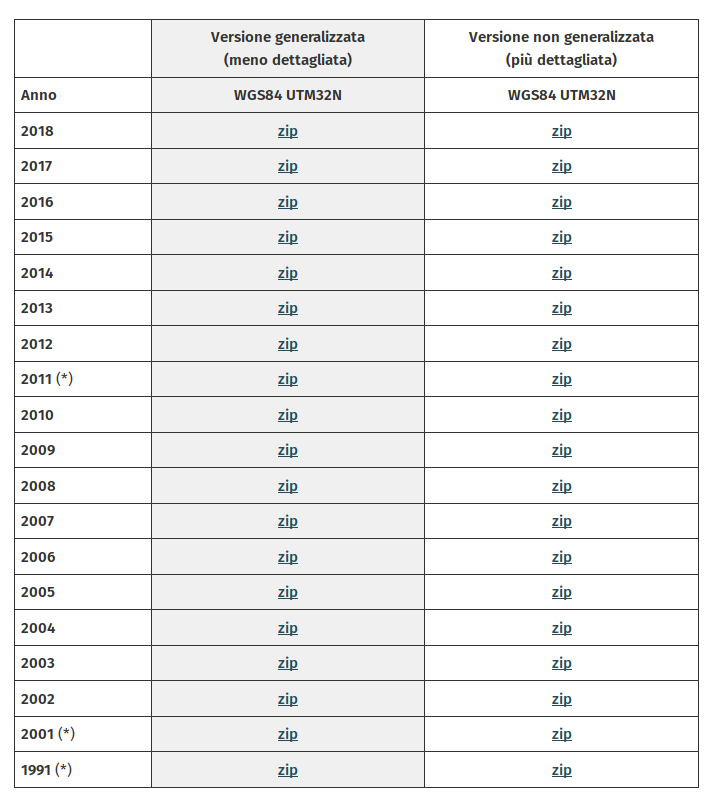 Versione generalizzata Versione non generalizzata
(meno dettagliata) (più dettagliata)
Anno WGS84 UTM32N WGS84 UTM32N
2018 zip zip
2017 zip zip
2016 zip zip
2015 zip zip
2014 zip zip
2013 zip zip
2012 zip zip
2011 (*) zip zip
2010 zip zip
2009 zip zip
2008 zip zip
2007 zip zip
2006 zip zip
2005 zip zip
2004 zip zip
2003 zip zip
2002 zip zip
2001 (*) zip zip
1991 (*) zip zip